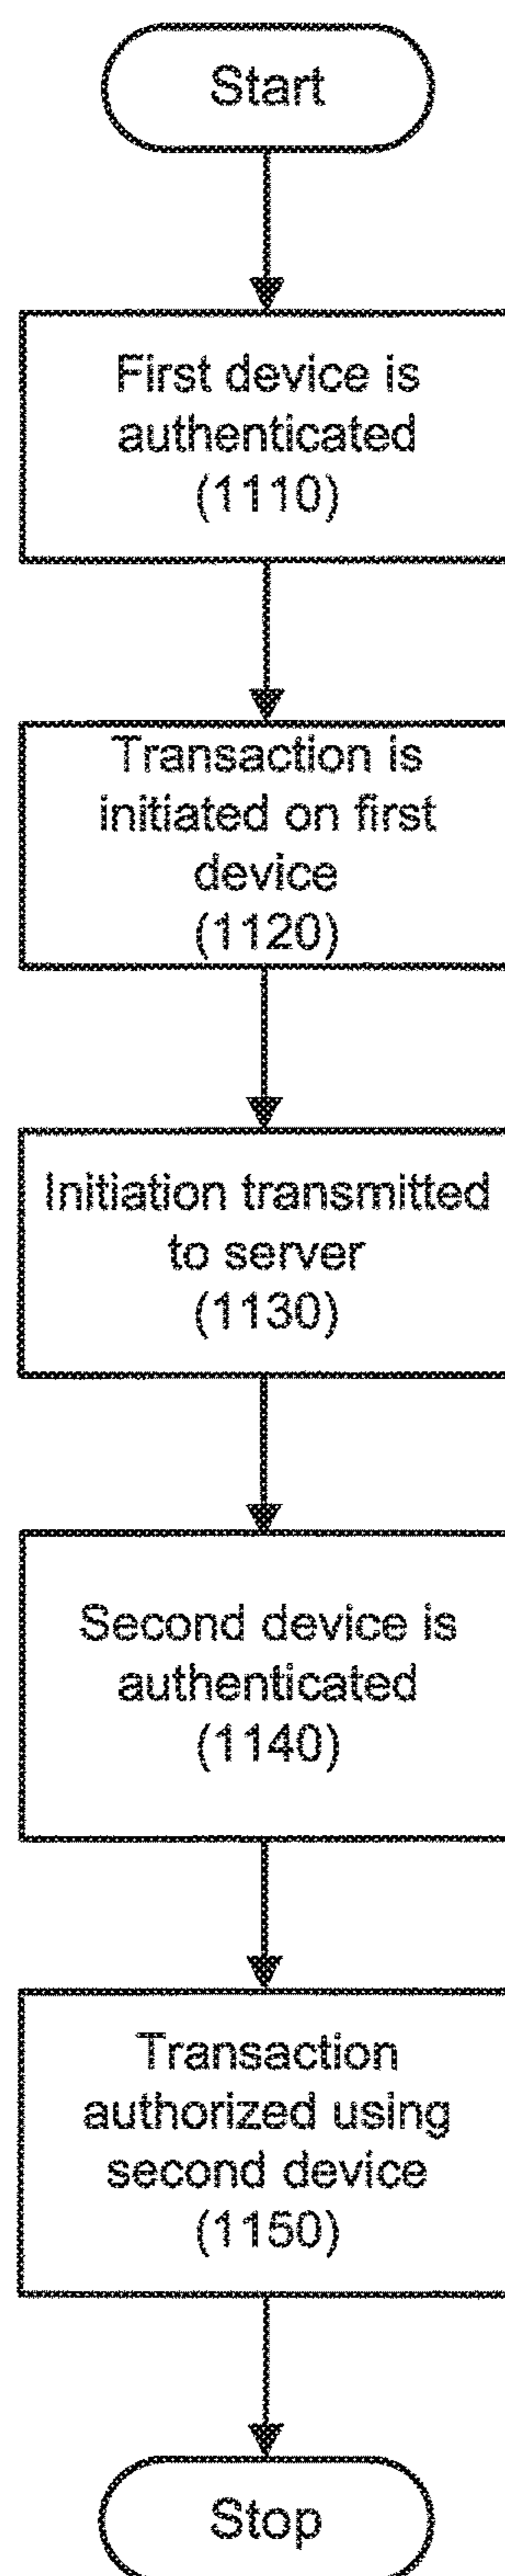 Start
First device is
authenticated
(1110)
Transaction is
initiated on first
device
(1120)
Initiation transmitted
to server
(1130)
Second device is
authenticated
(1140)
Transaction
authorized using
second device
(1150)
Stop